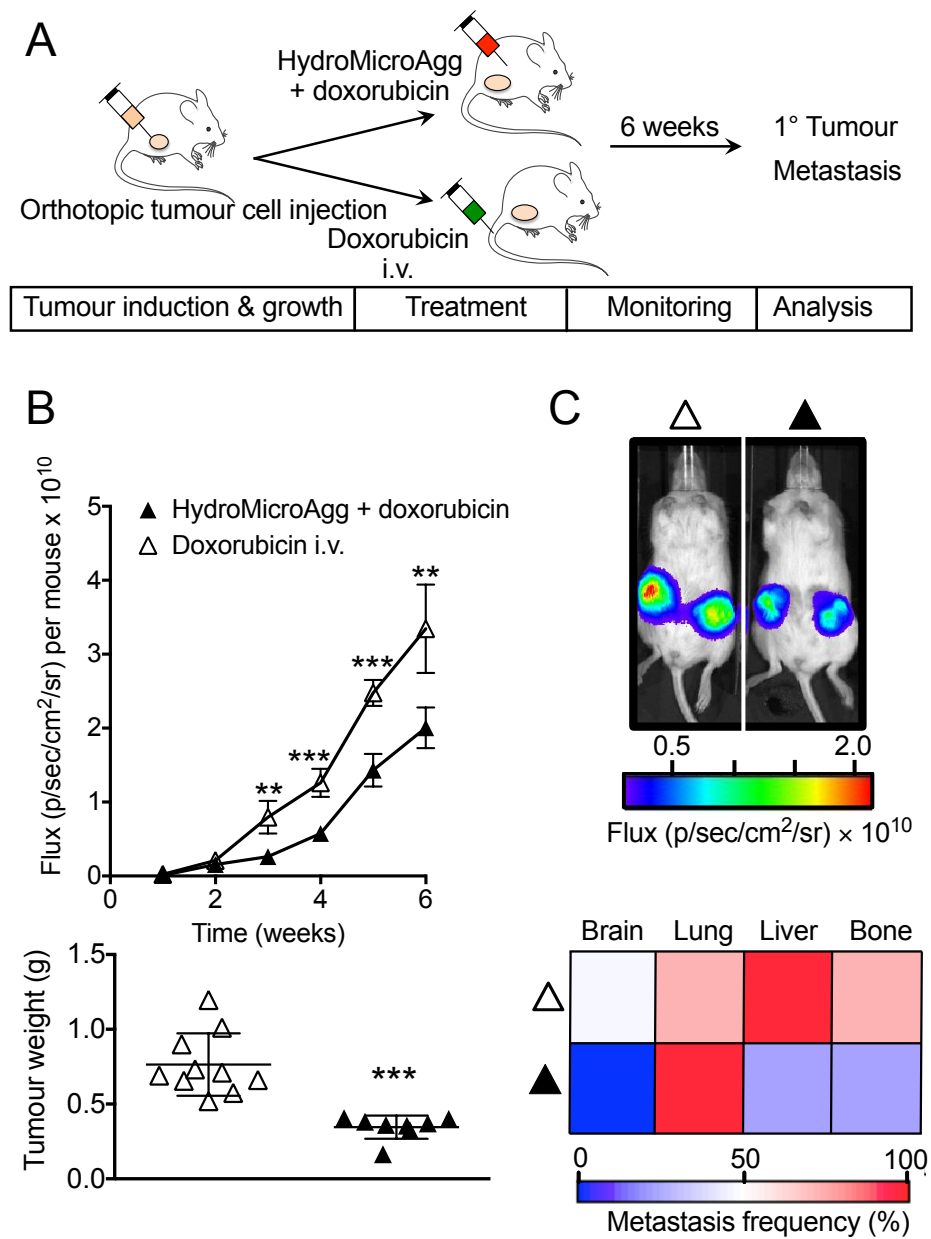 A
HydroMicroAgg
+ doxorubicin
6 weeks
1° Tumour
Metastasis
Orthotopic tumour cell injection
Doxorubicin
i.v.
Tumour induction & growth
Treatment
Monitoring
Analysis
B
Flux (p/sec/cm²/sr) per mouse x 10¹⁰
5
4
3
2
1
0
HydroMicroAgg + doxorubicin
Doxorubicin i.v.
**
***
***
**
0
2
4
6
Time (weeks)
Tumour weight (g)
1.5
1.0
0.5
0.0
***
C
0.5
2.0
Flux (p/sec/cm²/sr) × 10¹⁰
Brain
Lung
Liver
Bone
0
50
100
Metastasis frequency (%)